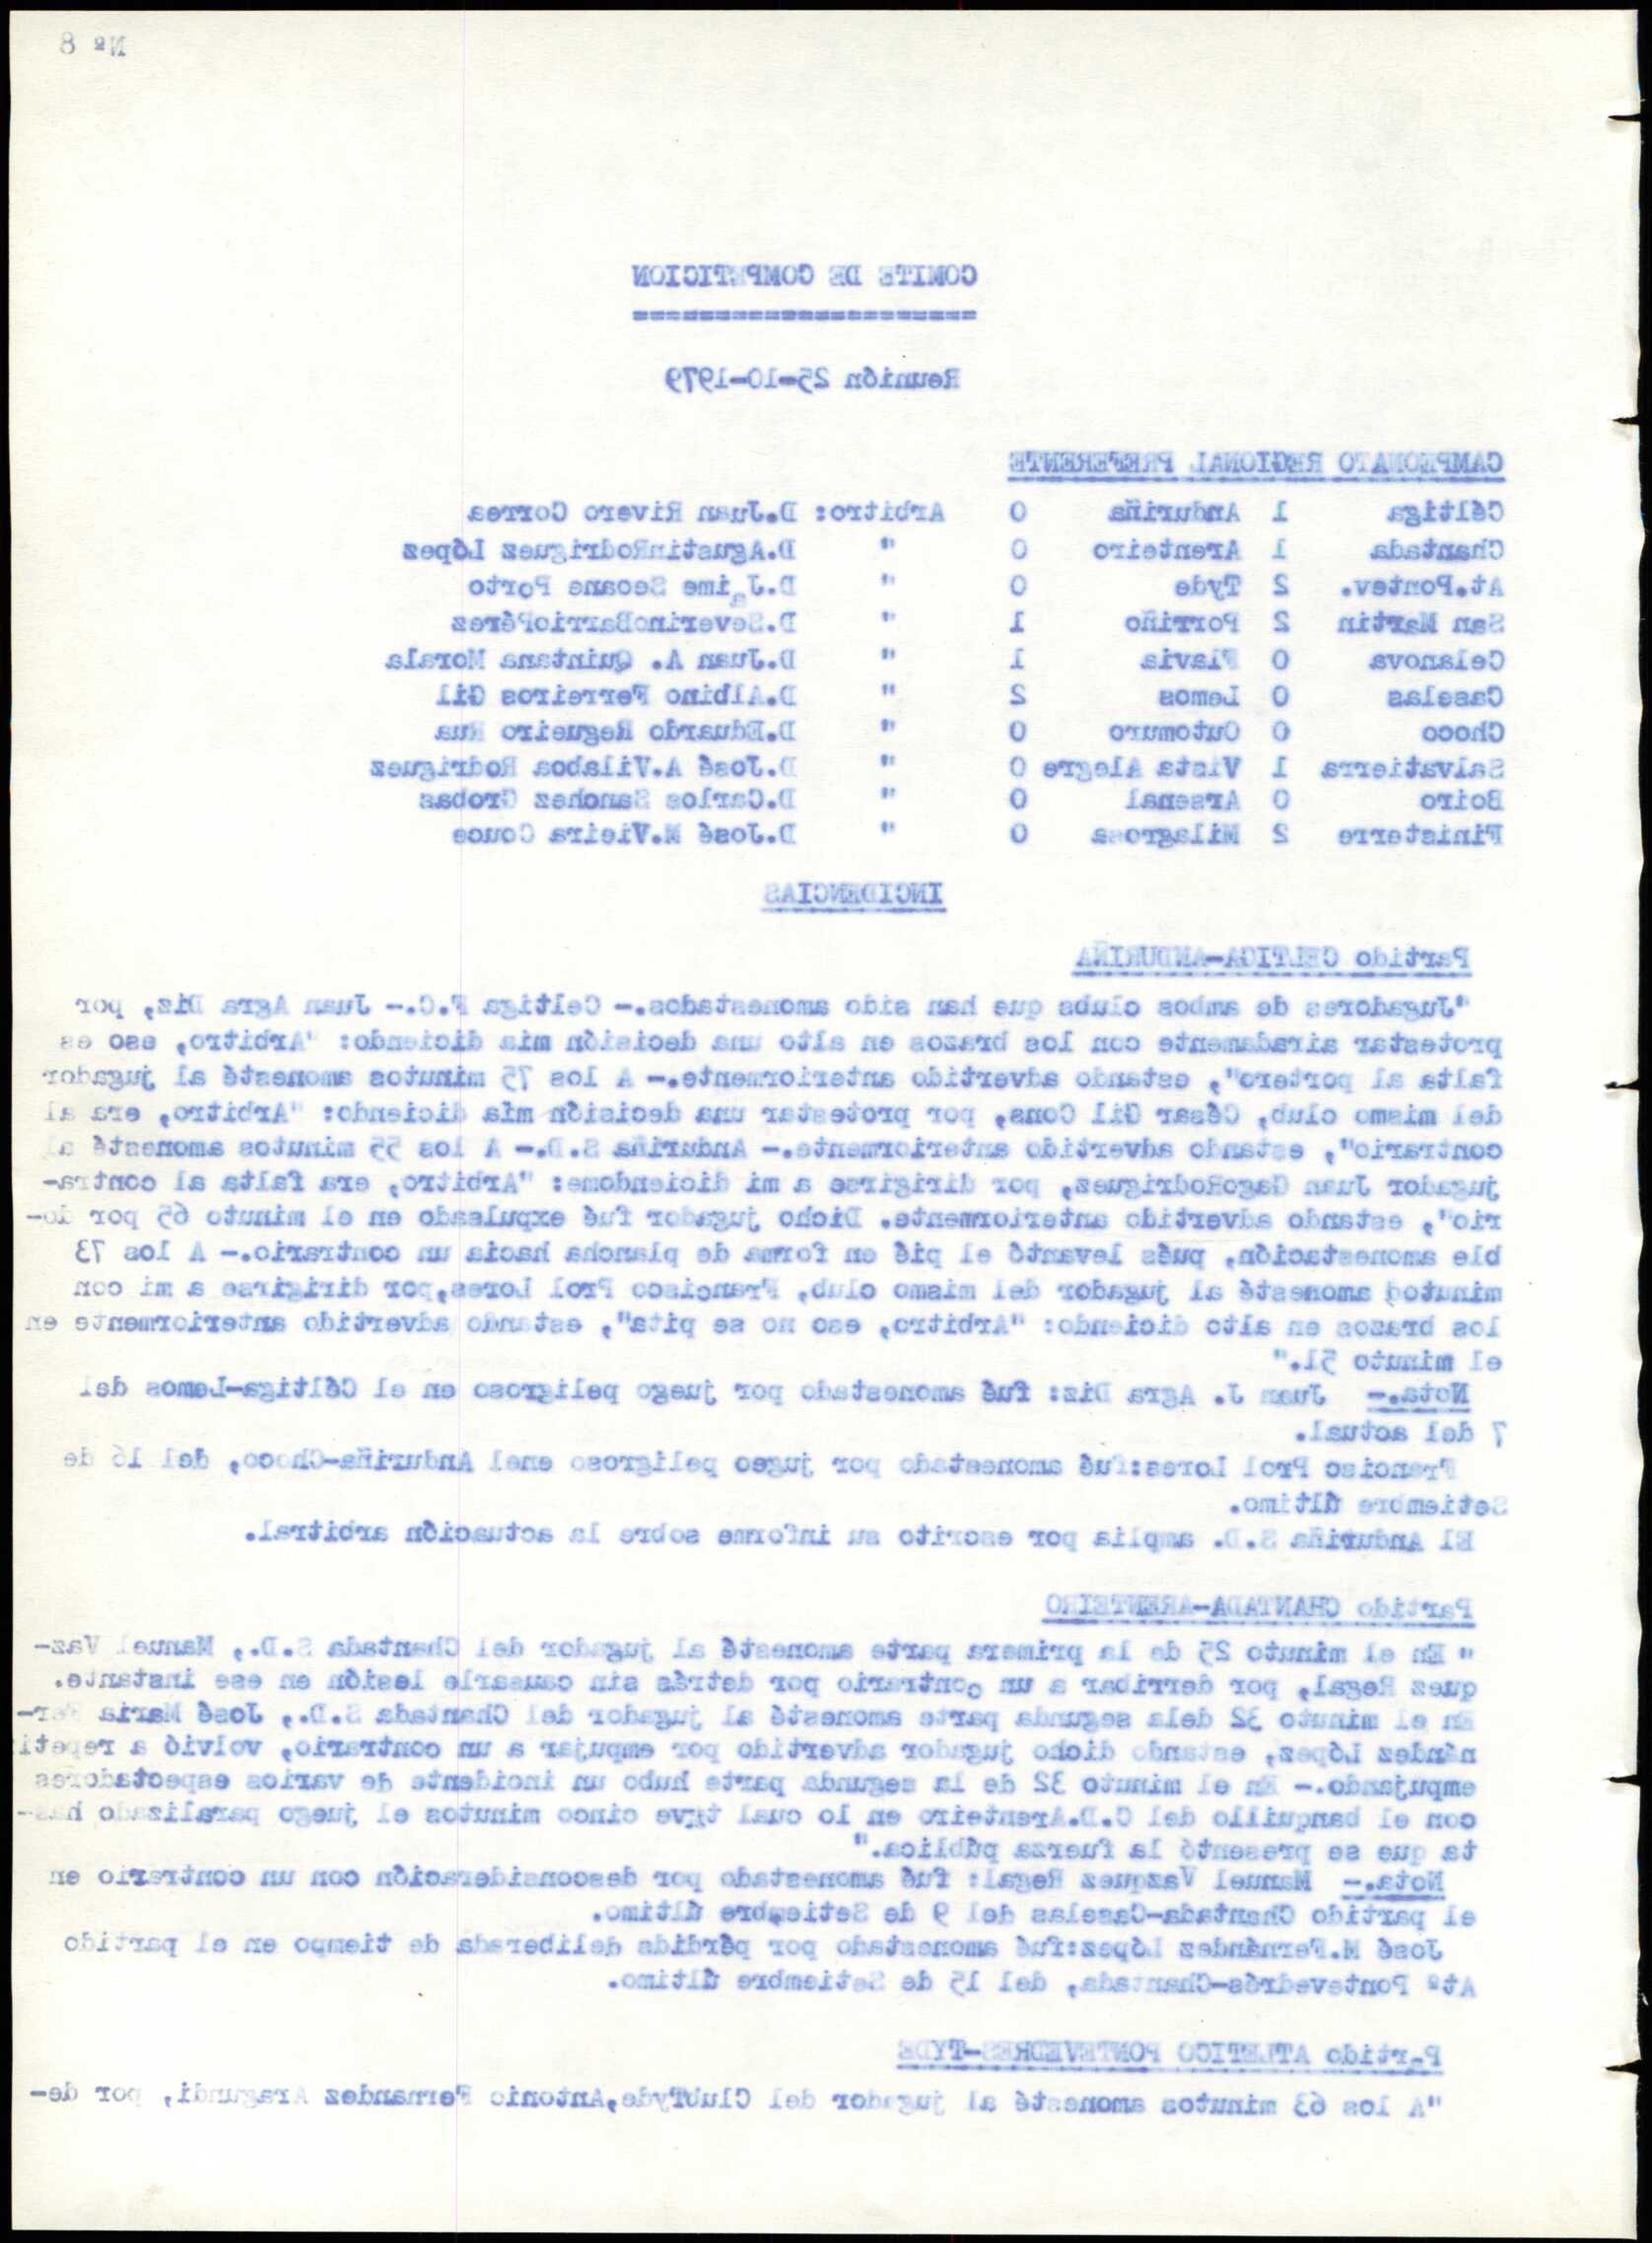 Nº 8
COMITE DE COMPETICION
=====================
Reunión 25-10-1979
CAMPEONATO REGIONAL PREFERENTE
Céltiga 1 Anduriña 0 Arbitro: D.Juan Rivero Correa
Chantada 1 Arenteiro 0 " D.AgustinRodriguez López
At.Pontev. 2 Tyde 0 " D.Jaime Seoane Porto
San Martin 2 Porriño 1 " D.SeverinoBarrioPérez
Celanova 0 Flavia 1 " D.Juan A. Quintana Morala
Caselas 0 Lemos 2 " D.Albino Ferreiros Gil
Choco 0 Outomuro 0 " D.Eduardo Regueiro Rua
Salvatierra 1 Vista Alegre 0 " D.José A.Vilaboa Rodriguez
Boiro 0 Arsenal 0 " D.Carlos Sanchez Grobas
Finisterre 2 Milagrosa 0 " D.José M.Vieira Couce
INCIDENCIAS
Partido CELTIGA-ANDURIÑA
"Jugadores de ambos clubs que han sido amonestados.- Celtiga F.C.- Juan Agra Diz, por
protestar airadamente con los brazos en alto una decisión mia diciendo: "Arbitro, eso es
falta al portero", estando advertido anteriormente.- A los 75 minutos amonesté al jugador
del mismo club, César Gil Cons, por protestar una decisión mía diciendo: "Arbitro, era al
contrario", estando advertido anteriormente.- Anduriña S.D.- A los 55 minutos amonesté al
jugador Juan GagoRodriguez, por dirigirse a mi diciendome: "Arbitro, era falta al contra-
rio", estando advertido anteriormente. Dicho jugador fué expulsado en el minuto 65 por do-
ble amonestación, pués levantó el pié en forma de plancha hacia un contrario.- A los 73
minutos amonesté al jugador del mismo club, Francisco Prol Lores,por dirigirse a mi con
los brazos en alto diciendo: "Arbitro, eso no se pita", estando advertido anteriormente en
el minuto 51."
Nota.- Juan J. Agra Diz: fué amonestado por juego peligroso en el Céltiga-Lemos del
7 del actual.
Franciso Prol Lores:fué amonestado por jugeo peligroso enel Anduriña-Choco, del 16 de
Setiembre último.
El Anduriña S.D. amplia por escrito su informe sobre la actuación arbitral.
Partido CHANTADA-ARENTEIRO
" En el minuto 25 de la primera parte amonesté al jugador del Chantada S.D., Manuel Vaz-
quez Regal, por derribar a un contrario por detrás sin causarle lesión en ese instante.
En el minuto 32 dela segunda parte amonesté al jugador del Chantada S.D., José Maria Fer-
nández López, estando dicho jugador advertido por empujar a un contrario, volvió a repetir
empujando.- En el minuto 32 de la segunda parte hubo un incidente de varios espectadores
con el banquillo del C.D.Arenteiro en lo cual tyve cinco minutos el juego paralizado has-
ta que se presentó la fuerza pública."
Nota.- Manuel Vazquez Regal: fué amonestado por desconsideración con un contrario en
el partido Chantada-Caselas del 9 de Setiembre último.
José M.Fernández López:fué amonestado por pérdida deliberada de tiempo en el partido
Atº Pontevedrés-Chantada, del 15 de Setiembre último.
Partido ATLETICO PONTEVEDRES-TYDE
"A los 63 minutos amonesté al jugador del ClubTyde,Antonio Fernandez Aragundi, por de-